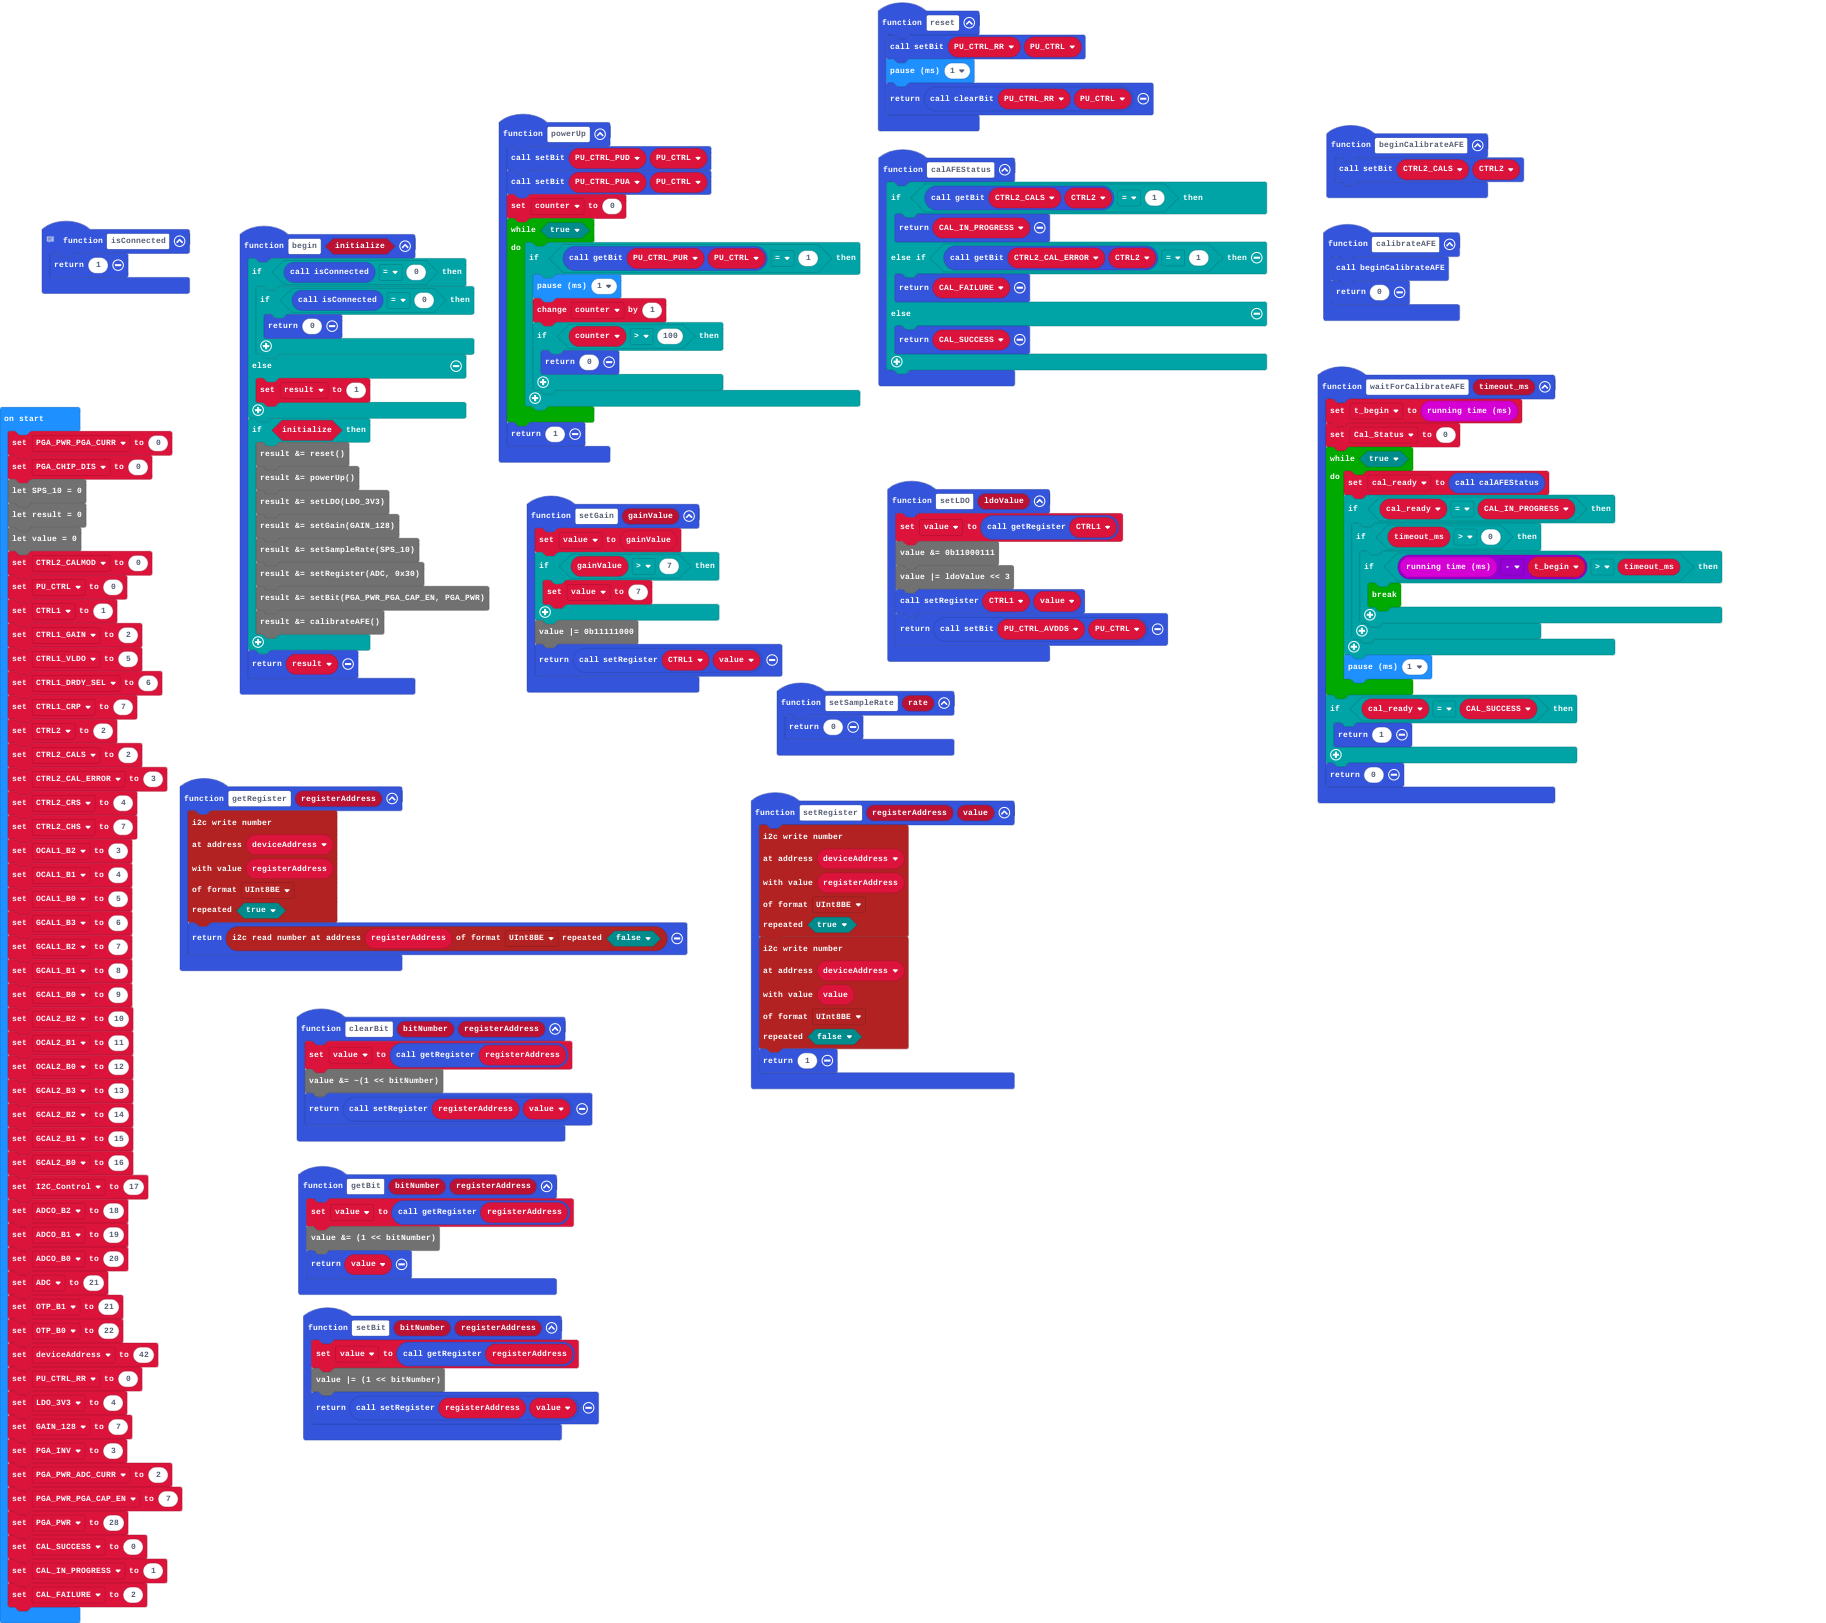 on start
set PGA_PWR_PGA_CURR to 0
set PGA_CHIP_DIS to 0
let SPS_10 = 0
let result = 0
let value = 0
set CTRL2_CALMOD to 0
set PU_CTRL to 0
set CTRL1 to 1
set CTRL1_GAIN to 2
set CTRL1_VLDO to 5
set CTRL1_DRDY_SEL to 6
set CTRL1_CRP to 7
set CTRL2 to 2
set CTRL2_CALS to 2
set CTRL2_CAL_ERROR to 3
set CTRL2_CRS to 4
set CTRL2_CHS to 7
set OCAL1_B2 to 3
set OCAL1_B1 to 4
set OCAL1_B0 to 5
set GCAL1_B3 to 6
set GCAL1_B2 to 7
set GCAL1_B1 to 8
set GCAL1_B0 to 9
set OCAL2_B2 to 10
set OCAL2_B1 to 11
set OCAL2_B0 to 12
set GCAL2_B3 to 13
set GCAL2_B2 to 14
set GCAL2_B1 to 15
set GCAL2_B0 to 16
set I2C_Control to 17
set ADCO_B2 to 18
set ADCO_B1 to 19
set ADCO_B0 to 20
set ADC to 21
set OTP_B1 to 21
set OTP_B0 to 22
set deviceAddress to 42
set PU_CTRL_RR to 0
set LDO_3V3 to 4
set GAIN_128 to 7
set PGA_INV to 3
set PGA_PWR_ADC_CURR to 2
set PGA_PWR_PGA_CAP_EN to 7
set PGA_PWR to 28
set CAL_SUCCESS to 0
set CAL_IN_PROGRESS to 1
set CAL_FAILURE to 2
function isConnected
return 1
function begin initialize
if call isConnected = 0 then
if call isConnected = 0 then
return 0
else
set result to 1
if initialize then
result &= reset()
result &= powerUp()
result &= setLDO(LDO_3V3)
result &= setGain(GAIN_128)
result &= setSampleRate(SPS_10)
result &= setRegister(ADC, 0x30)
result &= setBit(PGA_PWR_PGA_CAP_EN, PGA_PWR)
result &= calibrateAFE()
return result
function powerUp
call setBit PU_CTRL_PUD PU_CTRL
call setBit PU_CTRL_PUA PU_CTRL
set counter to 0
while true
do
if call getBit PU_CTRL_PUR PU_CTRL = 1 then
pause (ms) 1
change counter by 1
if counter > 100 then
return 0
return 1
function reset
call setBit PU_CTRL_RR PU_CTRL
pause (ms) 1
return call clearBit PU_CTRL_RR PU_CTRL
function calAFEStatus
if call getBit CTRL2_CALS CTRL2 = 1 then
return CAL_IN_PROGRESS
else if call getBit CTRL2_CAL_ERROR CTRL2 = 1 then
return CAL_FAILURE
else
return CAL_SUCCESS
function beginCalibrateAFE
call setBit CTRL2_CALS CTRL2
function calibrateAFE
call beginCalibrateAFE
return 0
function waitForCalibrateAFE timeout_ms
set t_begin to running time (ms)
set Cal_Status to 0
while true
do
set cal_ready to call calAFEStatus
if cal_ready = CAL_IN_PROGRESS then
if timeout_ms > 0 then
if running time (ms) - t_begin > timeout_ms then
break
pause (ms) 1
if cal_ready = CAL_SUCCESS then
return 1
return 0
function setGain gainValue
set value to gainValue
if gainValue > 7 then
set value to 7
value |= 0b11111000
return call setRegister CTRL1 value
function setLDO ldoValue
set value to call getRegister CTRL1
value &= 0b11000111
value |= ldoValue << 3
call setRegister CTRL1 value
return call setBit PU_CTRL_AVDDS PU_CTRL
function setSampleRate rate
return 0
function getRegister registerAddress
i2c write number
at address deviceAddress
with value registerAddress
of format UInt8BE
repeated true
return i2c read number at address registerAddress of format UInt8BE repeated false
function setRegister registerAddress value
i2c write number
at address deviceAddress
with value registerAddress
of format UInt8BE
repeated true
i2c write number
at address deviceAddress
with value value
of format UInt8BE
repeated false
return 1
function clearBit bitNumber registerAddress
set value to call getRegister registerAddress
value &= ~(1 << bitNumber)
return call setRegister registerAddress value
function getBit bitNumber registerAddress
set value to call getRegister registerAddress
value &= (1 << bitNumber)
return value
function setBit bitNumber registerAddress
set value to call getRegister registerAddress
value |= (1 << bitNumber)
return call setRegister registerAddress value